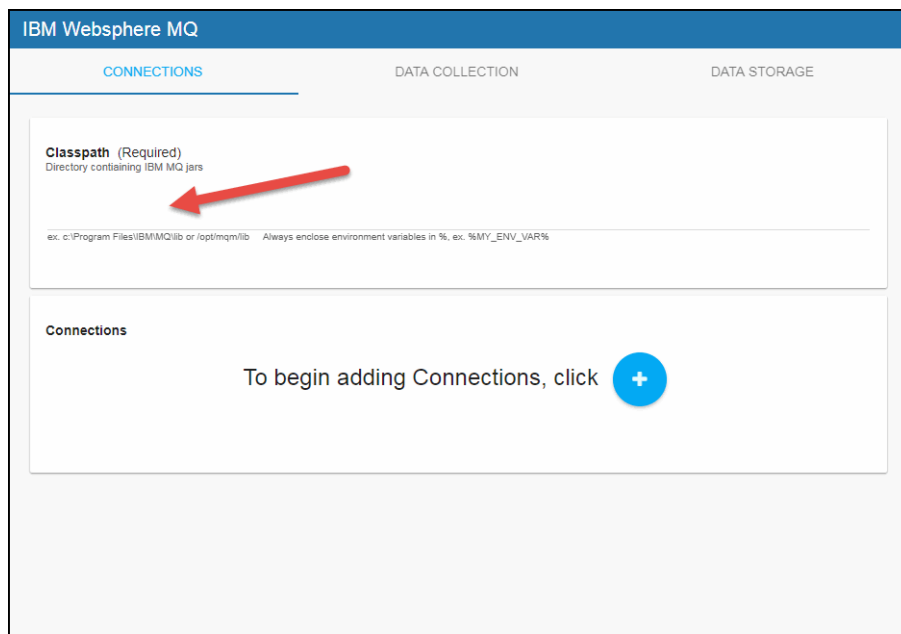 IBM Websphere MQ
CONNECTIONS DATA COLLECTION DATA STORAGE
Classpath (Required)
Directory contiaining IBM MQ jars
ex. c:\Program Files\IBM\MQ\lib or /opt/mqm/lib Always enclose environment variables in %, ex. %MY_ENV_VAR%
Connections
To begin adding Connections, click +